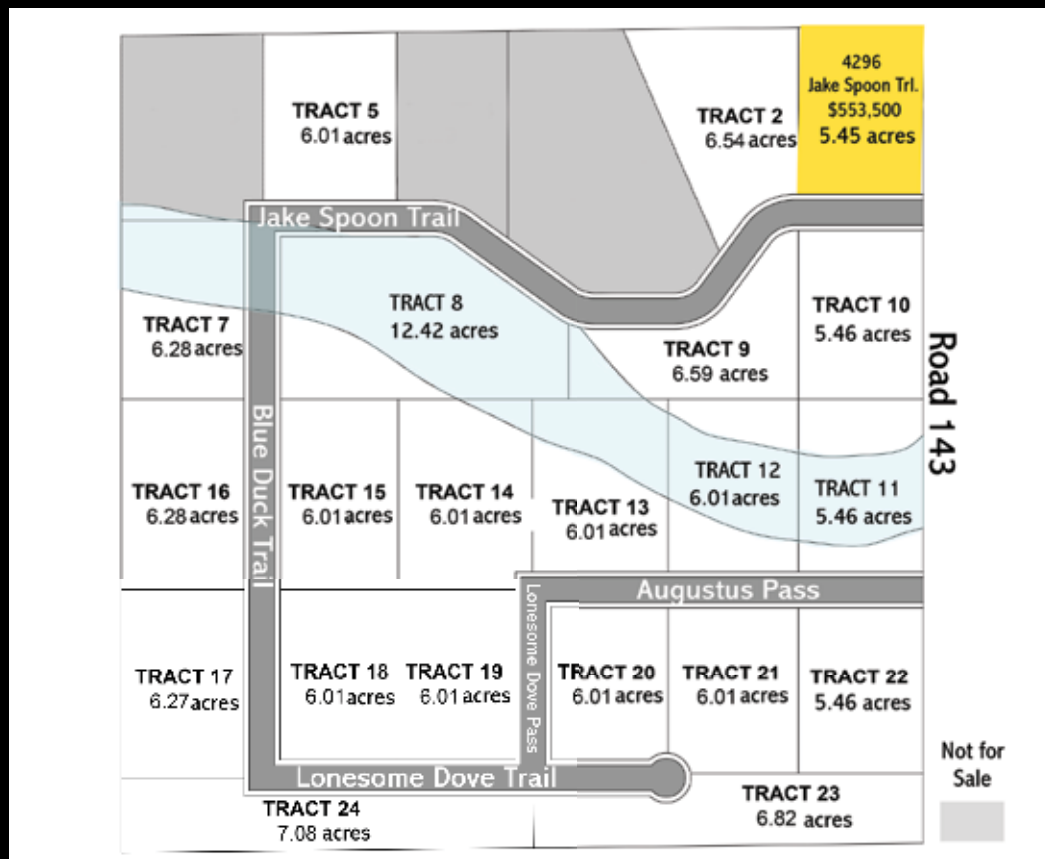 TRACT 5
6.01 acres
TRACT 2
6.54 acres
4296
Jake Spoon Trl.
$553,500
5.45 acres
Jake Spoon Trail
TRACT 7
6.28 acres
TRACT 8
12.42 acres
TRACT 9
6.59 acres
TRACT 10
5.46 acres
Road 143
Blue Duck Trail
TRACT 16
6.28 acres
TRACT 15
6.01 acres
TRACT 14
6.01 acres
TRACT 13
6.01 acres
TRACT 12
6.01 acres
TRACT 11
5.46 acres
Augustus Pass
Lonesome Dove Pass
TRACT 17
6.27 acres
TRACT 18
6.01 acres
TRACT 19
6.01 acres
TRACT 20
6.01 acres
TRACT 21
6.01 acres
TRACT 22
5.46 acres
Lonesome Dove Trail
TRACT 24
7.08 acres
TRACT 23
6.82 acres
Not for
Sale